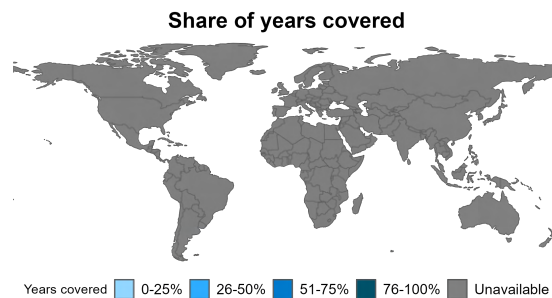 Share of years covered
Years covered 0-25% 26-50% 51-75% 76-100% Unavailable